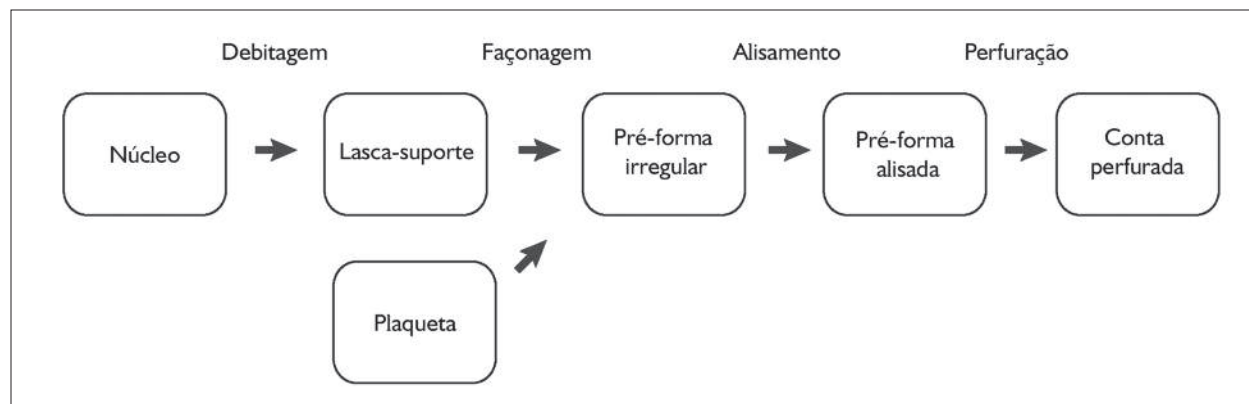 Debitagem
Façonagem
Alisamento
Perfuração
Núcleo
Lasca-suporte
Pré-forma
irregular
Pré-forma
alisada
Conta
perfurada
Plaqueta